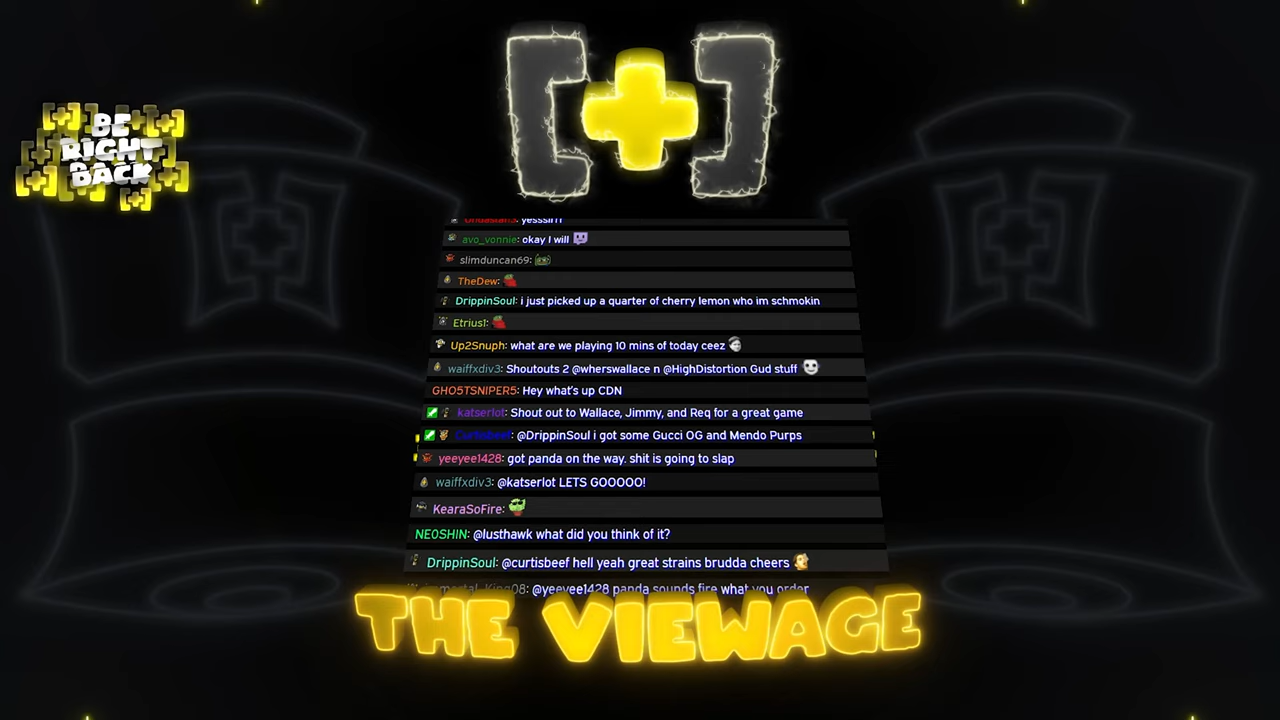 BE
RIGHT
BACK
yesssirrr
avo_vonnie: okay I will
slimduncan69:
TheDew:
DrippinSoul: i just picked up a quarter of cherry lemon who im schmokin
Etrius1:
Up2Snuph: what are we playing 10 mins of today ceez
waiffxdiv3: Shoutouts 2 @wherswallace n @HighDistortion Gud stuff
GHO5TSNIPER5: Hey what's up CDN
katserlot: Shout out to Wallace, Jimmy, and Req for a great game
Curtisbeef: @DrippinSoul i got some Gucci OG and Mendo Purps
yeeyee1428: got panda on the way. shit is going to slap
waiffxdiv3: @katserlot LETS GOOOOO!
KearaSoFire:
NE0SHIN: @lusthawk what did you think of it?
DrippinSoul: @curtisbeef hell yeah great strains brudda cheers
@yeeyee1428 panda sounds fire what you order
THE VIEWAGE